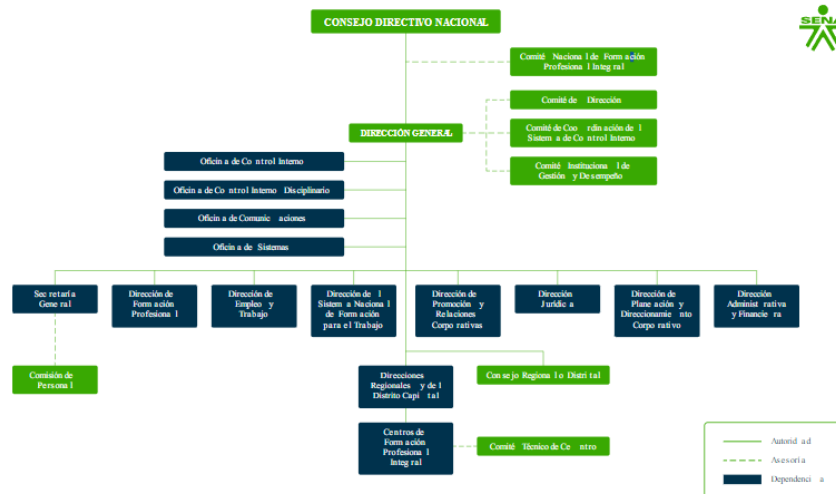 CONSEJO DIRECTIVO NACIONAL
SENA
Comité Nacional de Formación
Profesional Integral
Comité de Dirección
DIRECCIÓN GENERAL
Comité de Coordinación del
Sistema de Control Interno
Comité Institucional de
Gestión y Desempeño
Oficina de Control Interno
Oficina de Control Interno Disciplinario
Oficina de Comunicaciones
Oficina de Sistemas
Secretaría
General
Dirección de
Formación
Profesional
Dirección de
Empleo y
Trabajo
Dirección del
Sistema Nacional
de Formación
para el Trabajo
Dirección de
Promoción y
Relaciones
Corporativas
Dirección
Jurídica
Dirección de
Planeación y
Direccionamiento
Corporativo
Dirección
Administrativa
y Financiera
Comisión de
Personal
Direcciones
Regionales y del
Distrito Capital
Consejo Regional o Distrital
Centros de
Formación
Profesional
Integral
Comité Técnico de Centro
Autoridad
Asesoría
Dependencia